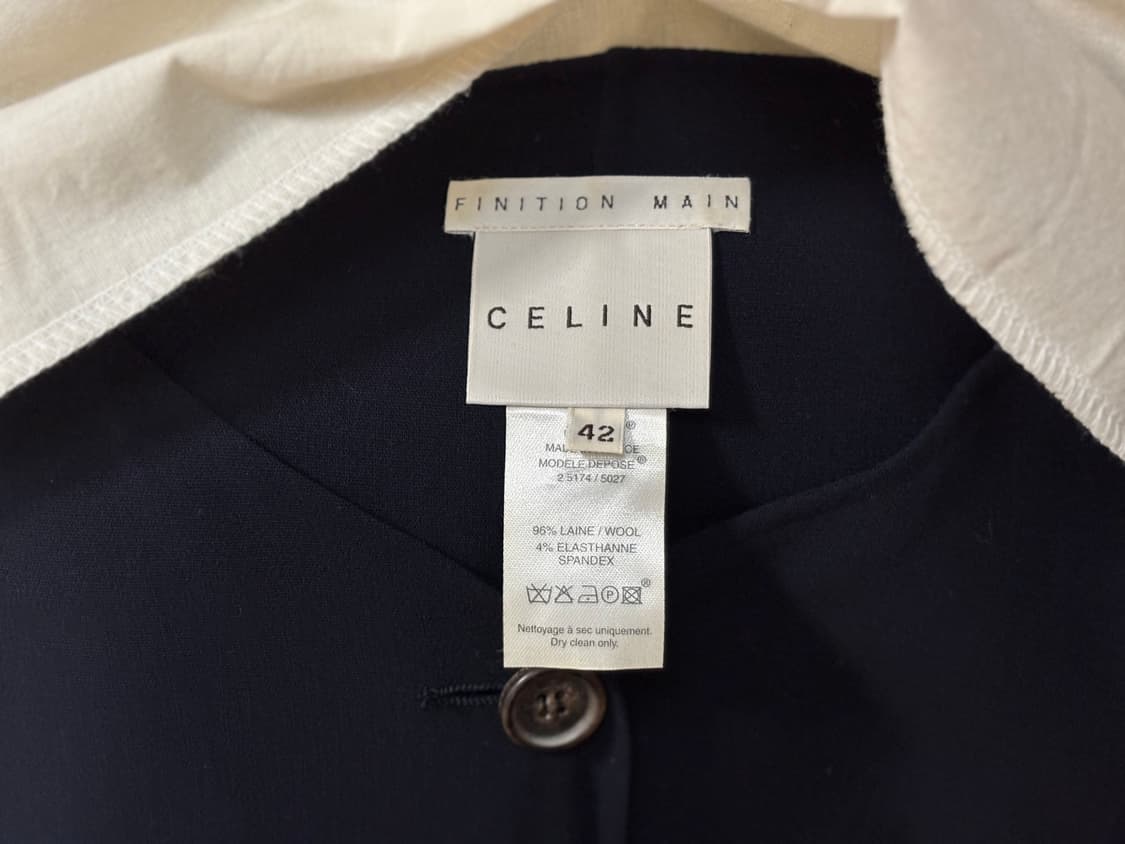 FINITION MAIN
CELINE
42
®
MODELE DEPOSE®
2 5174 / 5027
96% LAINE / WOOL
4% ELASTHANNE
SPANDEX
P ®
Nettoyage à sec uniquement.
Dry clean only.